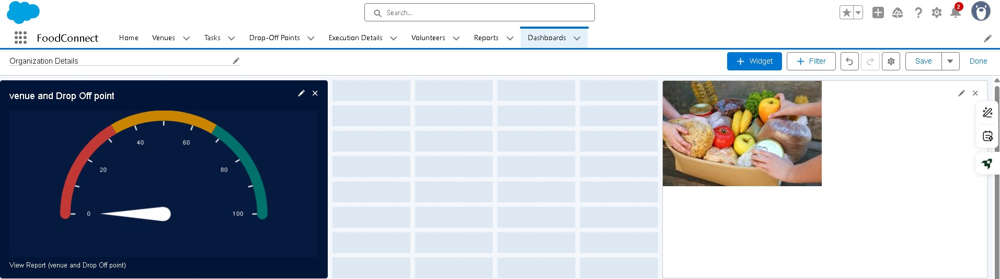 Search...
2
FoodConnect
Home
Venues
Tasks
Drop-Off Points
Execution Details
Volunteers
Reports
Dashboards
Organization Details
+ Widget
+ Filter
Save
Done
venue and Drop Off point
0
20
40
60
80
100
View Report (venue and Drop Off point)